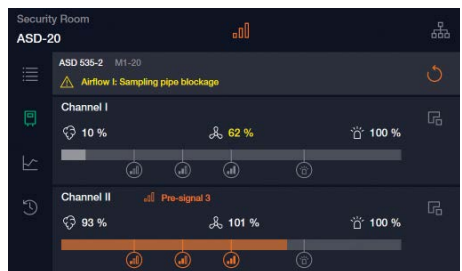 Security Room
ASD-20
ASD 535-2 M1-20
Airflow I: Sampling pipe blockage
Channel I
10 % 62 % 100 %
Channel II Pre-signal 3
93 % 101 % 100 %